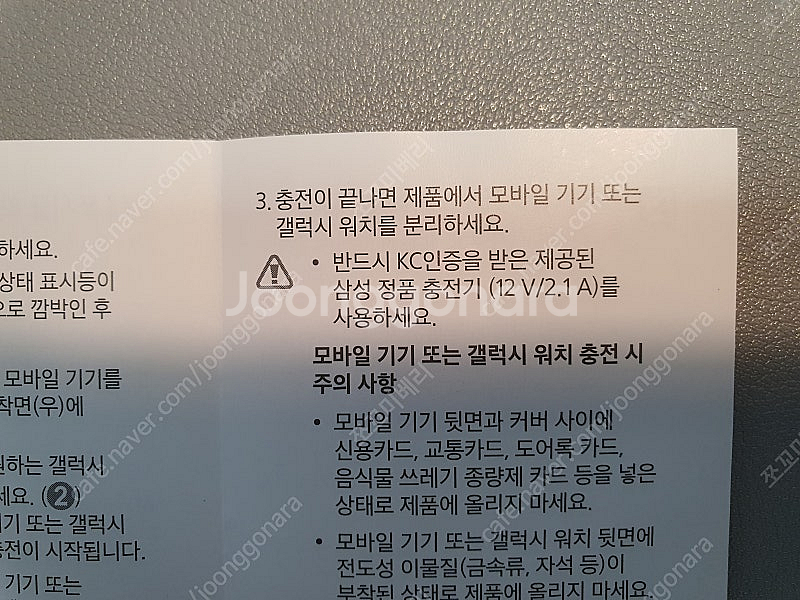 하세요.
상태 표시등이
으로 깜박인 후
모바일 기기를
착면(우)에
원하는 갤럭시
세요. (2)
기기 또는 갤럭시
충전이 시작됩니다.
기기 또는
3. 충전이 끝나면 제품에서 모바일 기기 또는
갤럭시 워치를 분리하세요.
• 반드시 KC인증을 받은 제공된
삼성 정품 충전기 (12 V/2.1 A)를
사용하세요.
모바일 기기 또는 갤럭시 워치 충전 시
주의 사항
• 모바일 기기 뒷면과 커버 사이에
신용카드, 교통카드, 도어록 카드,
음식물 쓰레기 종량제 카드 등을 넣은
상태로 제품에 올리지 마세요.
• 모바일 기기 또는 갤럭시 워치 뒷면에
전도성 이물질(금속류, 자석 등)이
부착된 상태로 제품에 올리지 마세요.
Joonggonara
cafe.naver.com/joonggonara